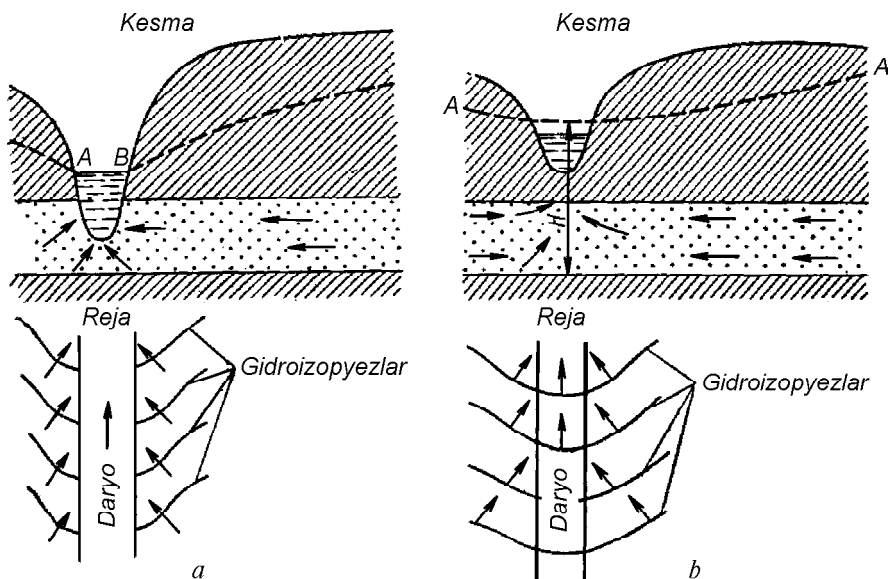 Kesma
A B
Reja
Gidroizopyezlar
Daryo
a
Kesma
A A
H
Reja
Gidroizopyezlar
Daryo
b